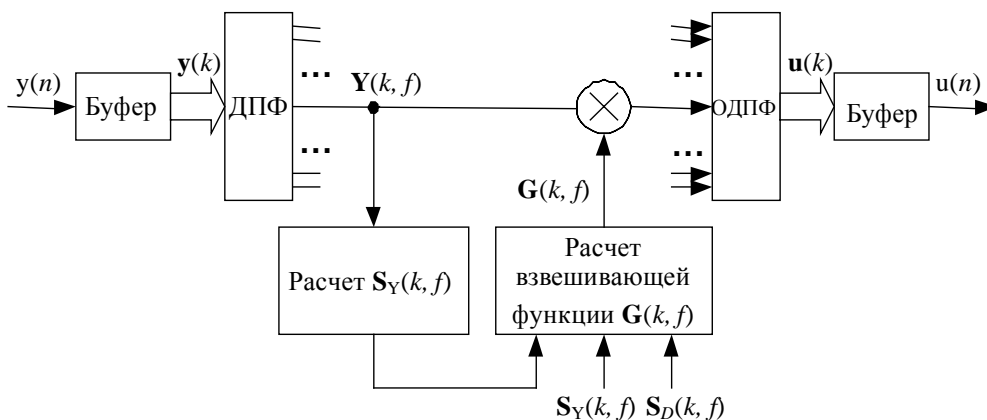 y(n)
Буфер
y(k)
ДПФ
...
...
Y(k, f)
...
...
ОДПФ
u(k)
Буфер
u(n)
G(k, f)
Расчет S_Y(k, f)
Расчет
взвешивающей
функции G(k, f)
S_Y(k, f) S_D(k, f)